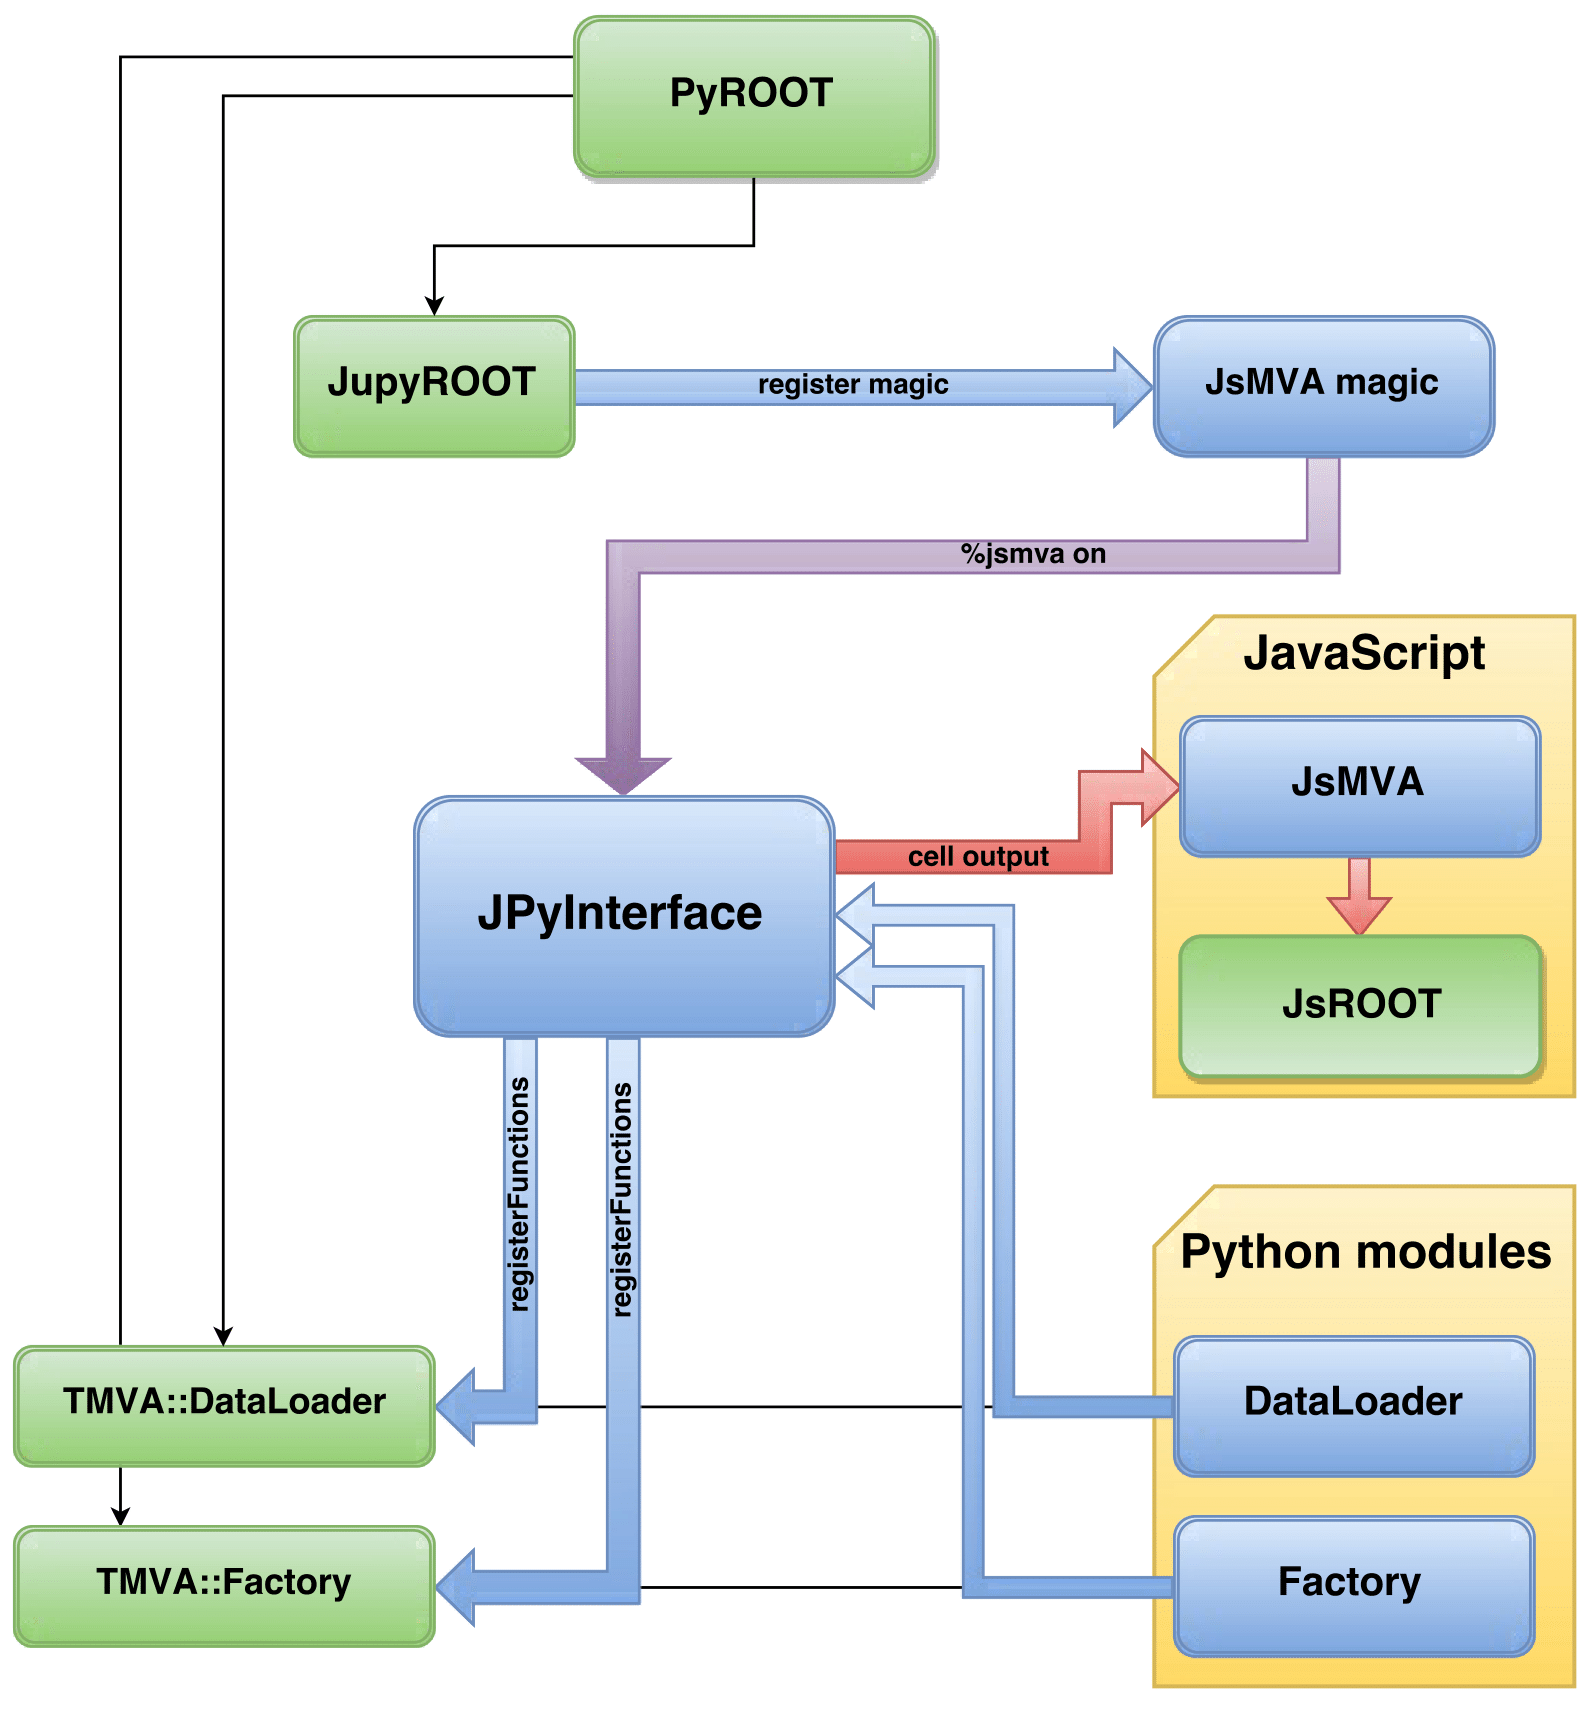 PyROOT
JupyROOT
register magic
JsMVA magic
%jsmva on
JavaScript
JsMVA
cell output
JPyInterface
JsROOT
registerFunctions
registerFunctions
Python modules
TMVA::DataLoader
DataLoader
TMVA::Factory
Factory